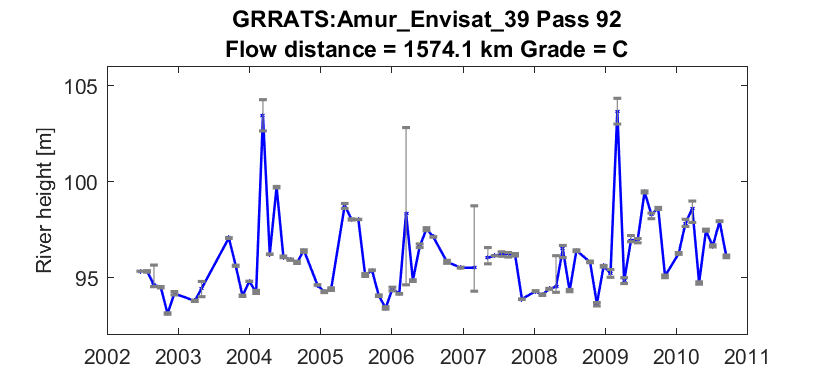 GRRATS:Amur_Envisat_39 Pass 92
Flow distance = 1574.1 km Grade = C
105
100
95
River height [m]
2002 2003 2004 2005 2006 2007 2008 2009 2010 2011